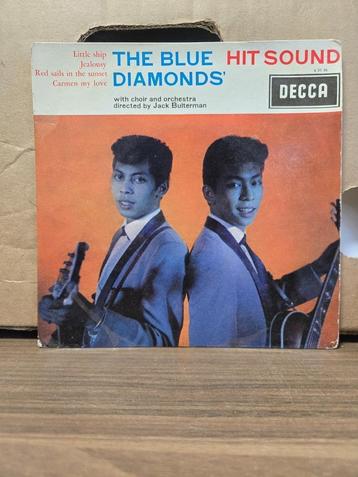 Little ship
Jealousy
Red sails in the sunset
Carmen my love
THE BLUE HIT SOUND
DIAMONDS'
with choir and orchestra
directed by Jack Bulterman
DECCA